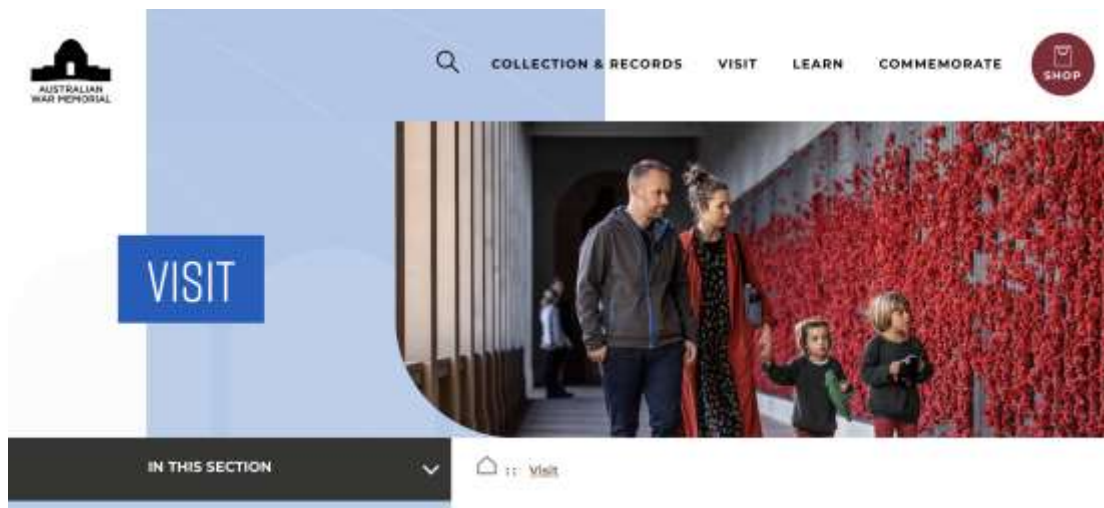 AUSTRALIAN
WAR MEMORIAL
COLLECTION & RECORDS VISIT LEARN COMMEMORATE
SHOP
VISIT
IN THIS SECTION
:: Visit